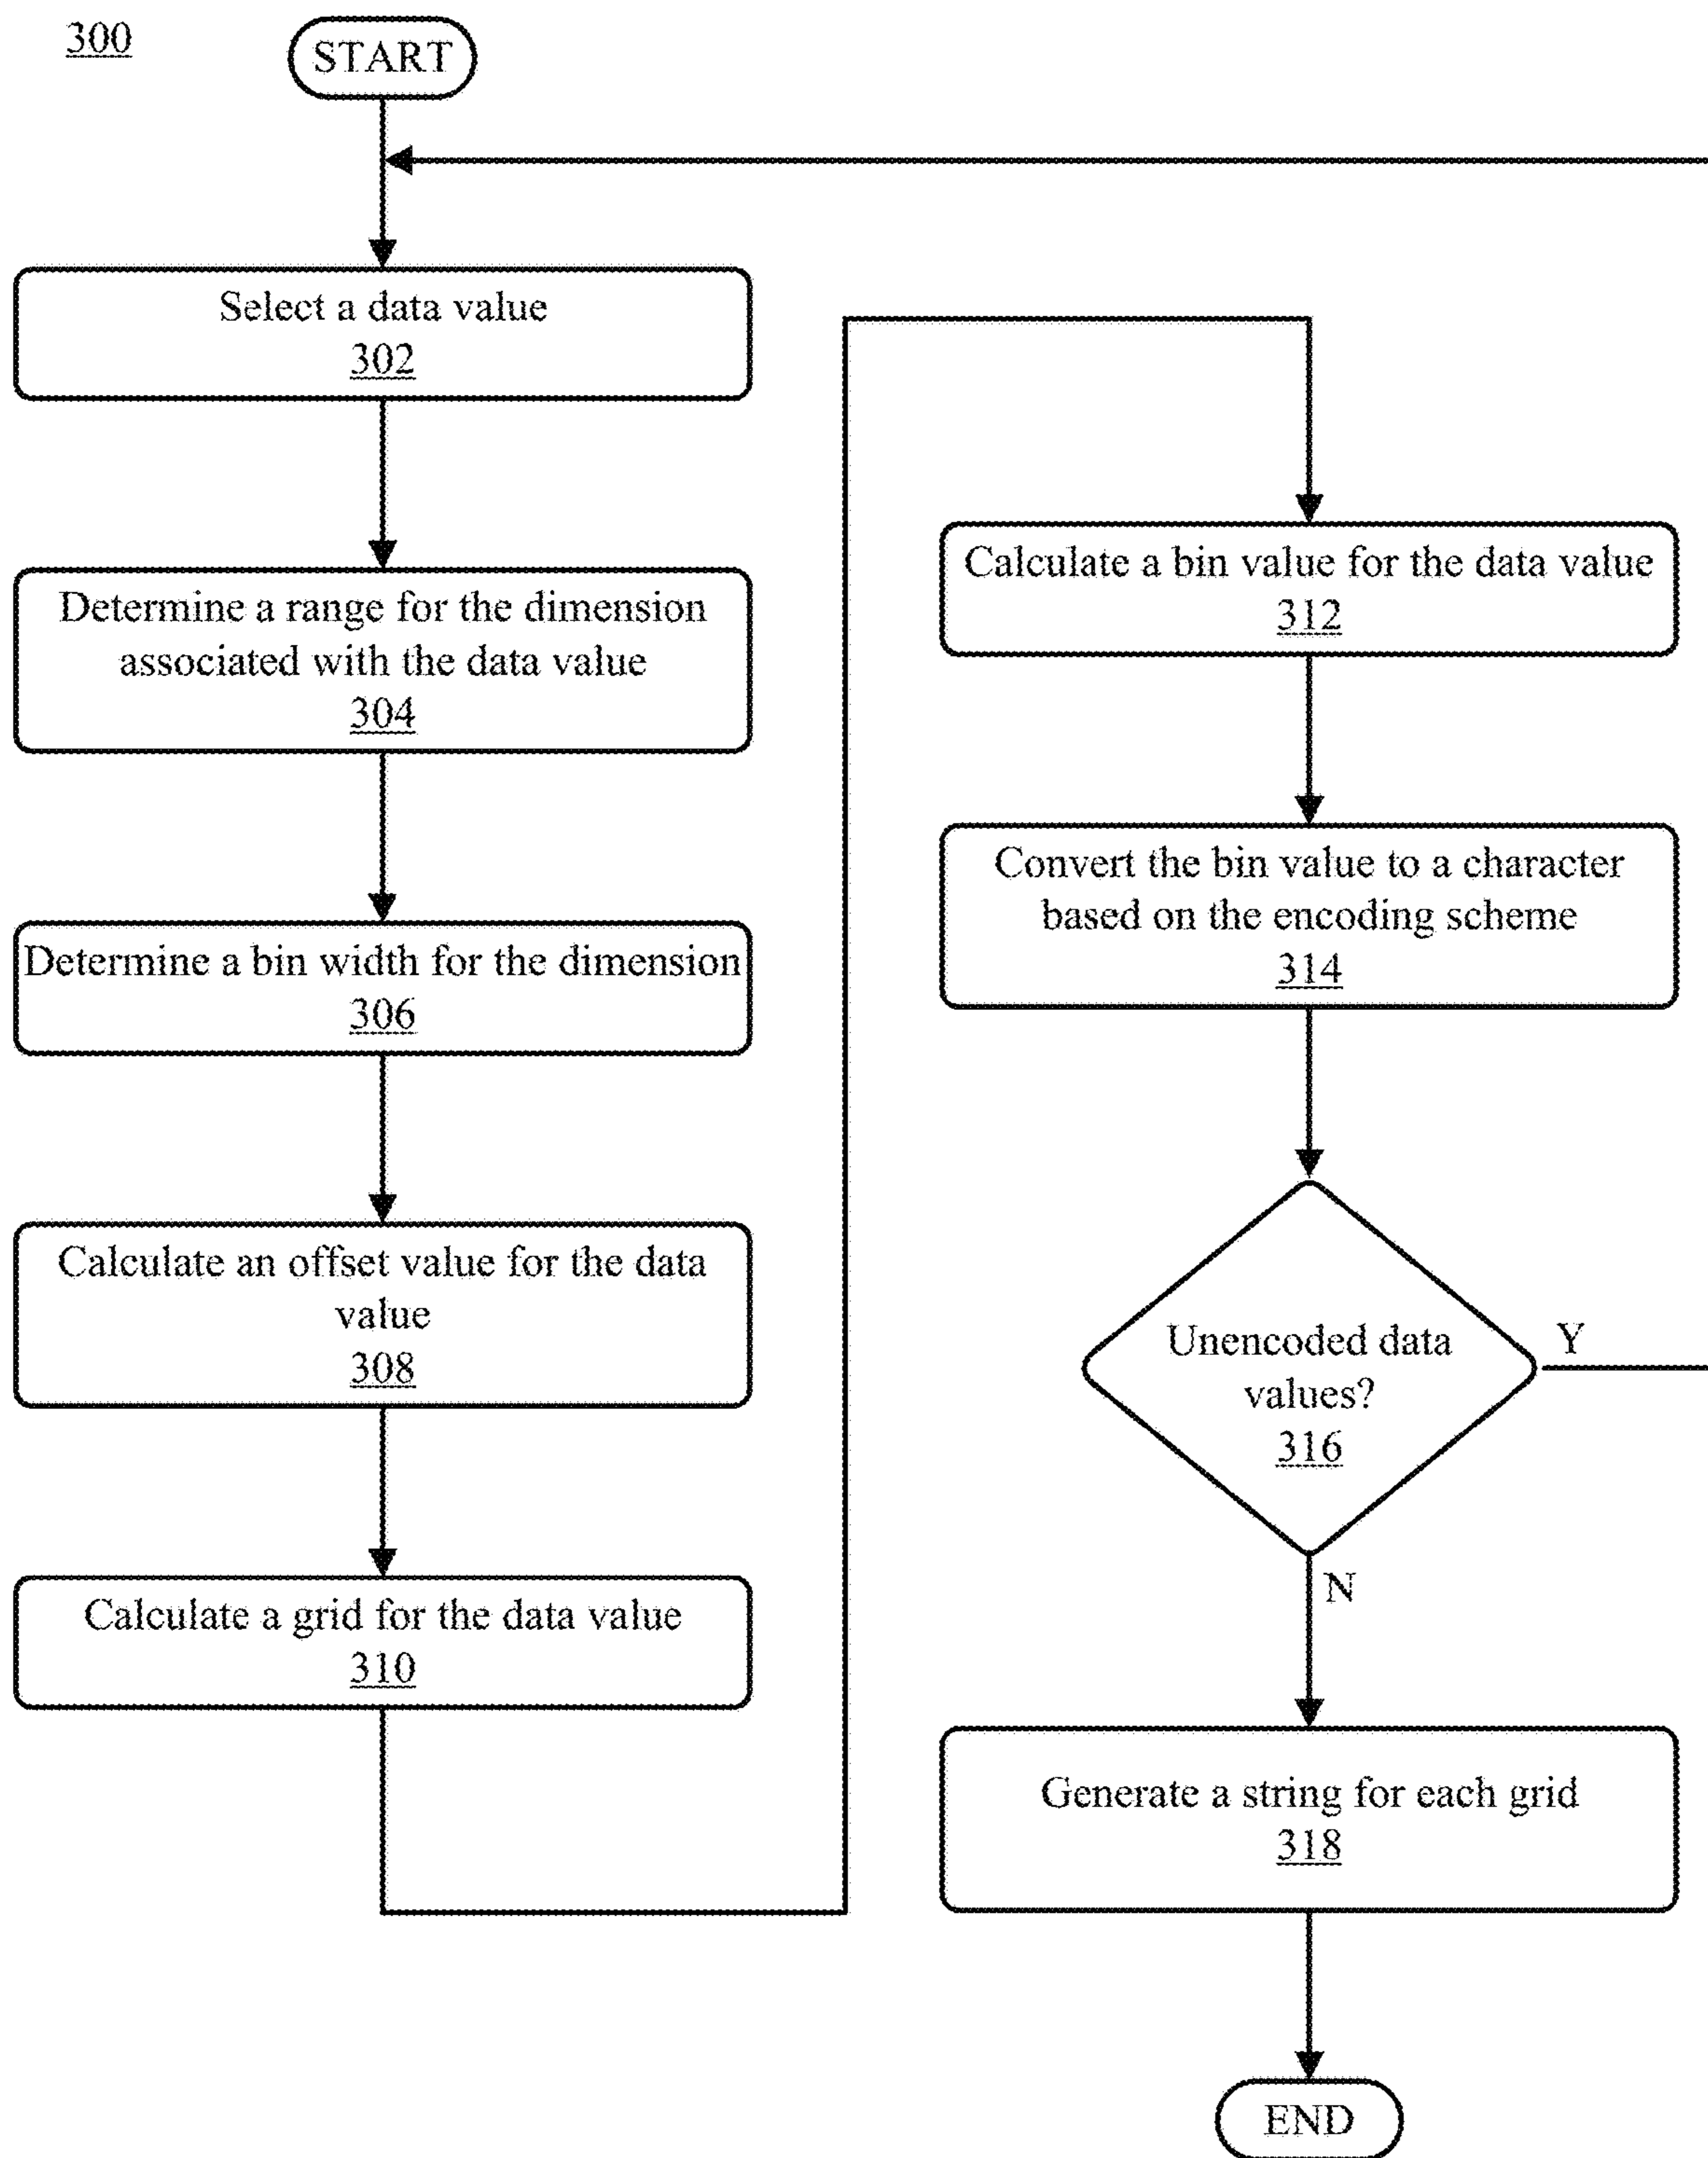 300
START
Select a data value
302
Determine a range for the dimension
associated with the data value
304
Determine a bin width for the dimension
306
Calculate an offset value for the data
value
308
Calculate a grid for the data value
310
Calculate a bin value for the data value
312
Convert the bin value to a character
based on the encoding scheme
314
Unencoded data
values?
316
Y
N
Generate a string for each grid
318
END